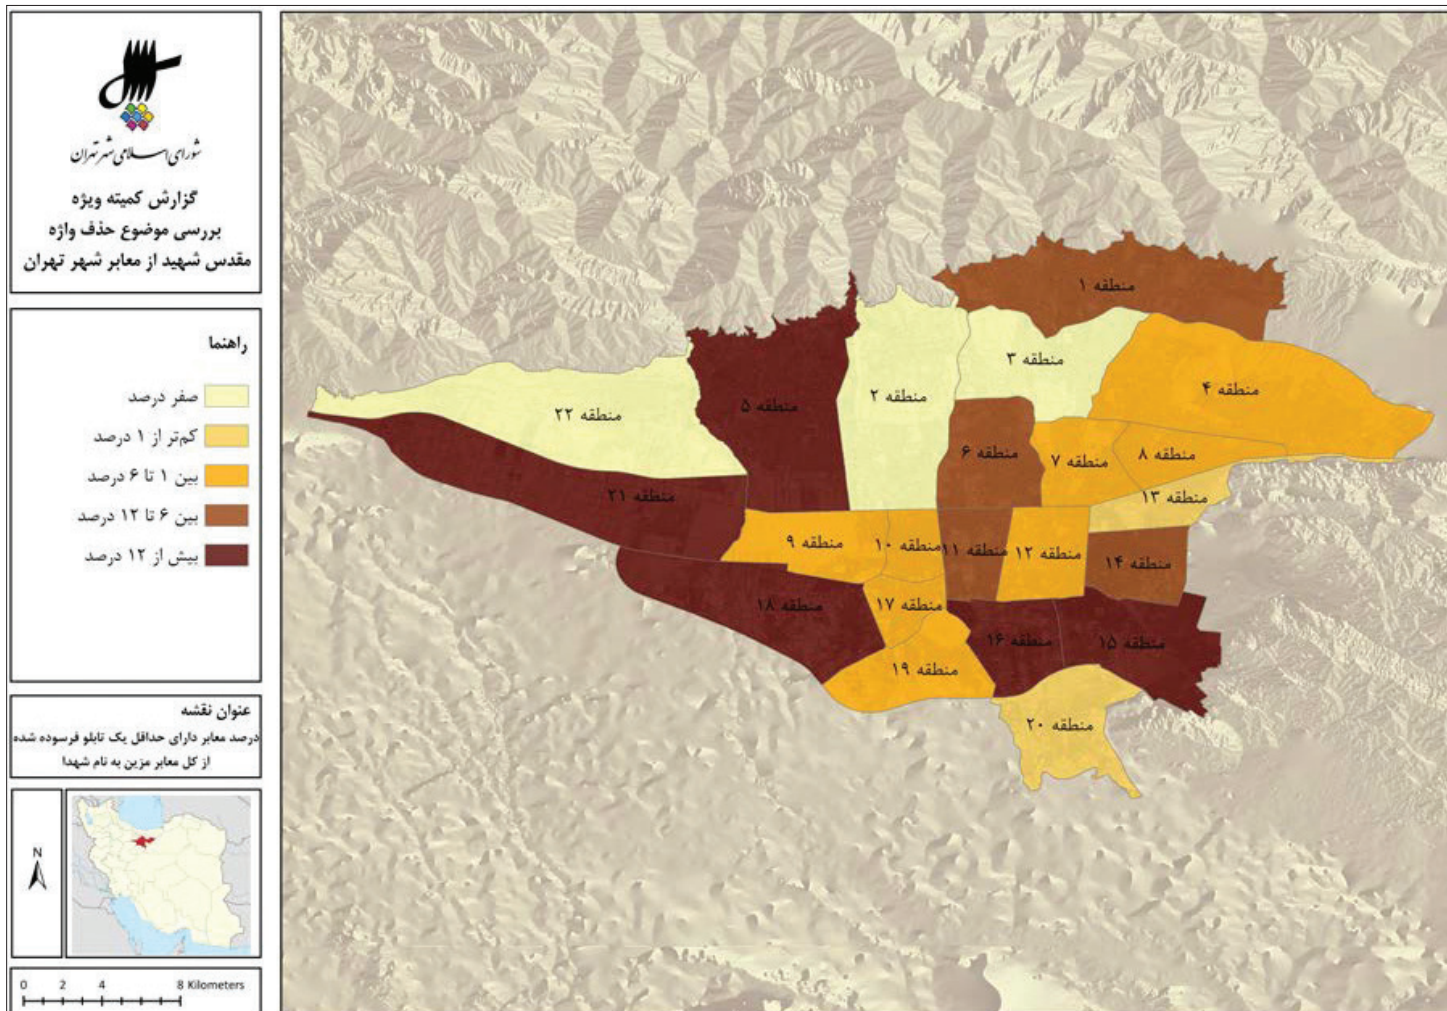 شورای اسلامی شهر تهران
گزارش کمیته ویژه
بررسی موضوع حذف واژه
مقدس شهید از معابر شهر تهران
راهنما
صفر درصد
کم‌تر از ۱ درصد
بین ۱ تا ۶ درصد
بین ۶ تا ۱۲ درصد
بیش از ۱۲ درصد
عنوان نقشه
درصد معابر دارای حداقل یک تابلو فرسوده شده
از کل معابر مزین به نام شهدا
N
0 2 4 8 Kilometers
منطقه ۱
منطقه ۳
منطقه ۴
منطقه ۲
منطقه ۵
منطقه ۲۲
منطقه ۶
منطقه ۷
منطقه ۸
منطقه ۲۱
منطقه ۱۳
منطقه ۹
منطقه ۱۰
منطقه ۱۱
منطقه ۱۲
منطقه ۱۴
منطقه ۱۸
منطقه ۱۷
منطقه ۱۶
منطقه ۱۵
منطقه ۱۹
منطقه ۲۰